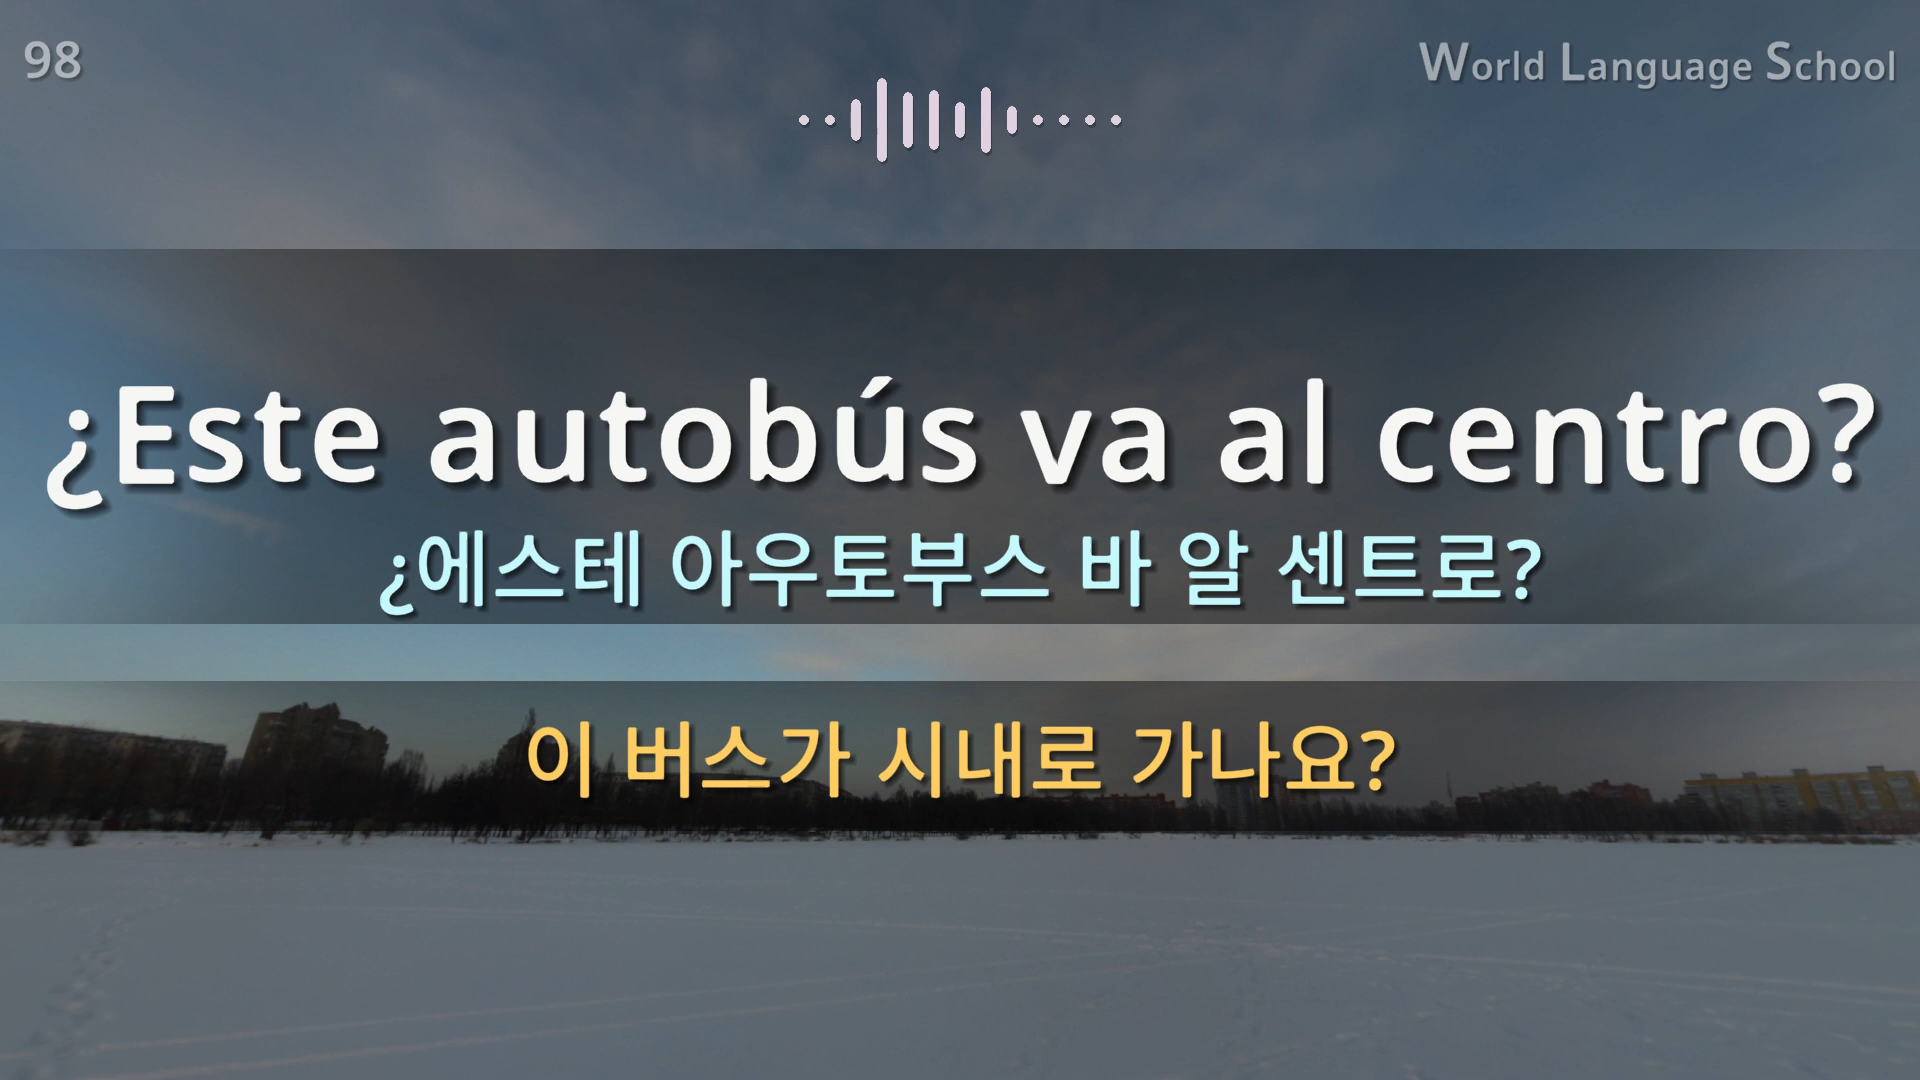 98
World Language School
¿Este autobús va al centro?
¿에스테 아우토부스 바 알 센트로?
이 버스가 시내로 가나요?